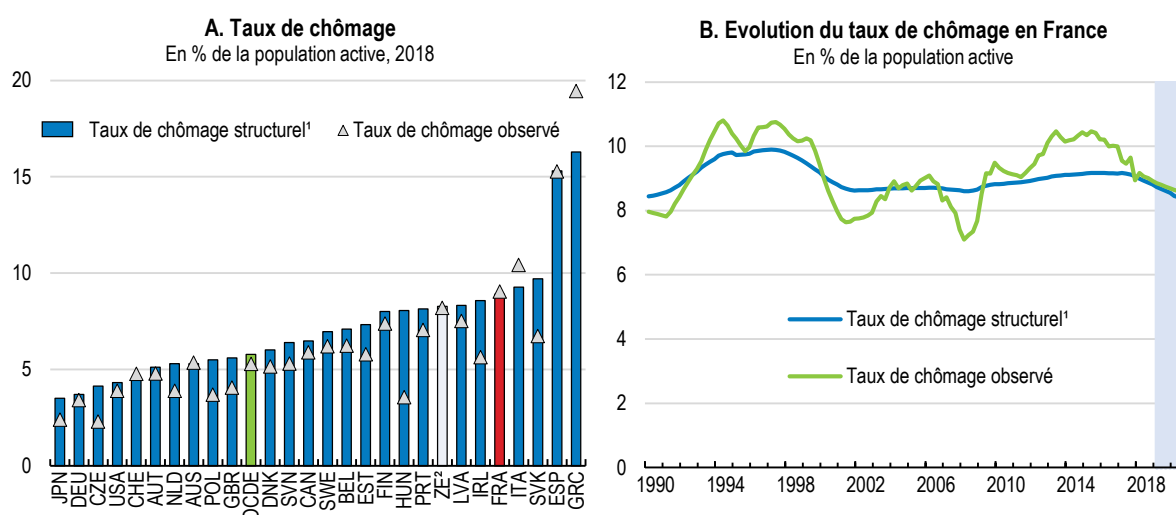 A. Taux de chômage
En % de la population active, 2018
20
15
10
5
0
Taux de chômage structurel¹
Taux de chômage observé
JPN
DEU
CZE
USA
CHE
AUT
NLD
AUS
POL
GBR
OCDE
DNK
SVN
CAN
SWE
BEL
EST
FIN
HUN
PRT
ZE²
LVA
IRL
FRA
ITA
SVK
ESP
GRC
B. Evolution du taux de chômage en France
En % de la population active
12
10
8
6
4
2
0
Taux de chômage structurel¹
Taux de chômage observé
1990 1994 1998 2002 2006 2010 2014 2018